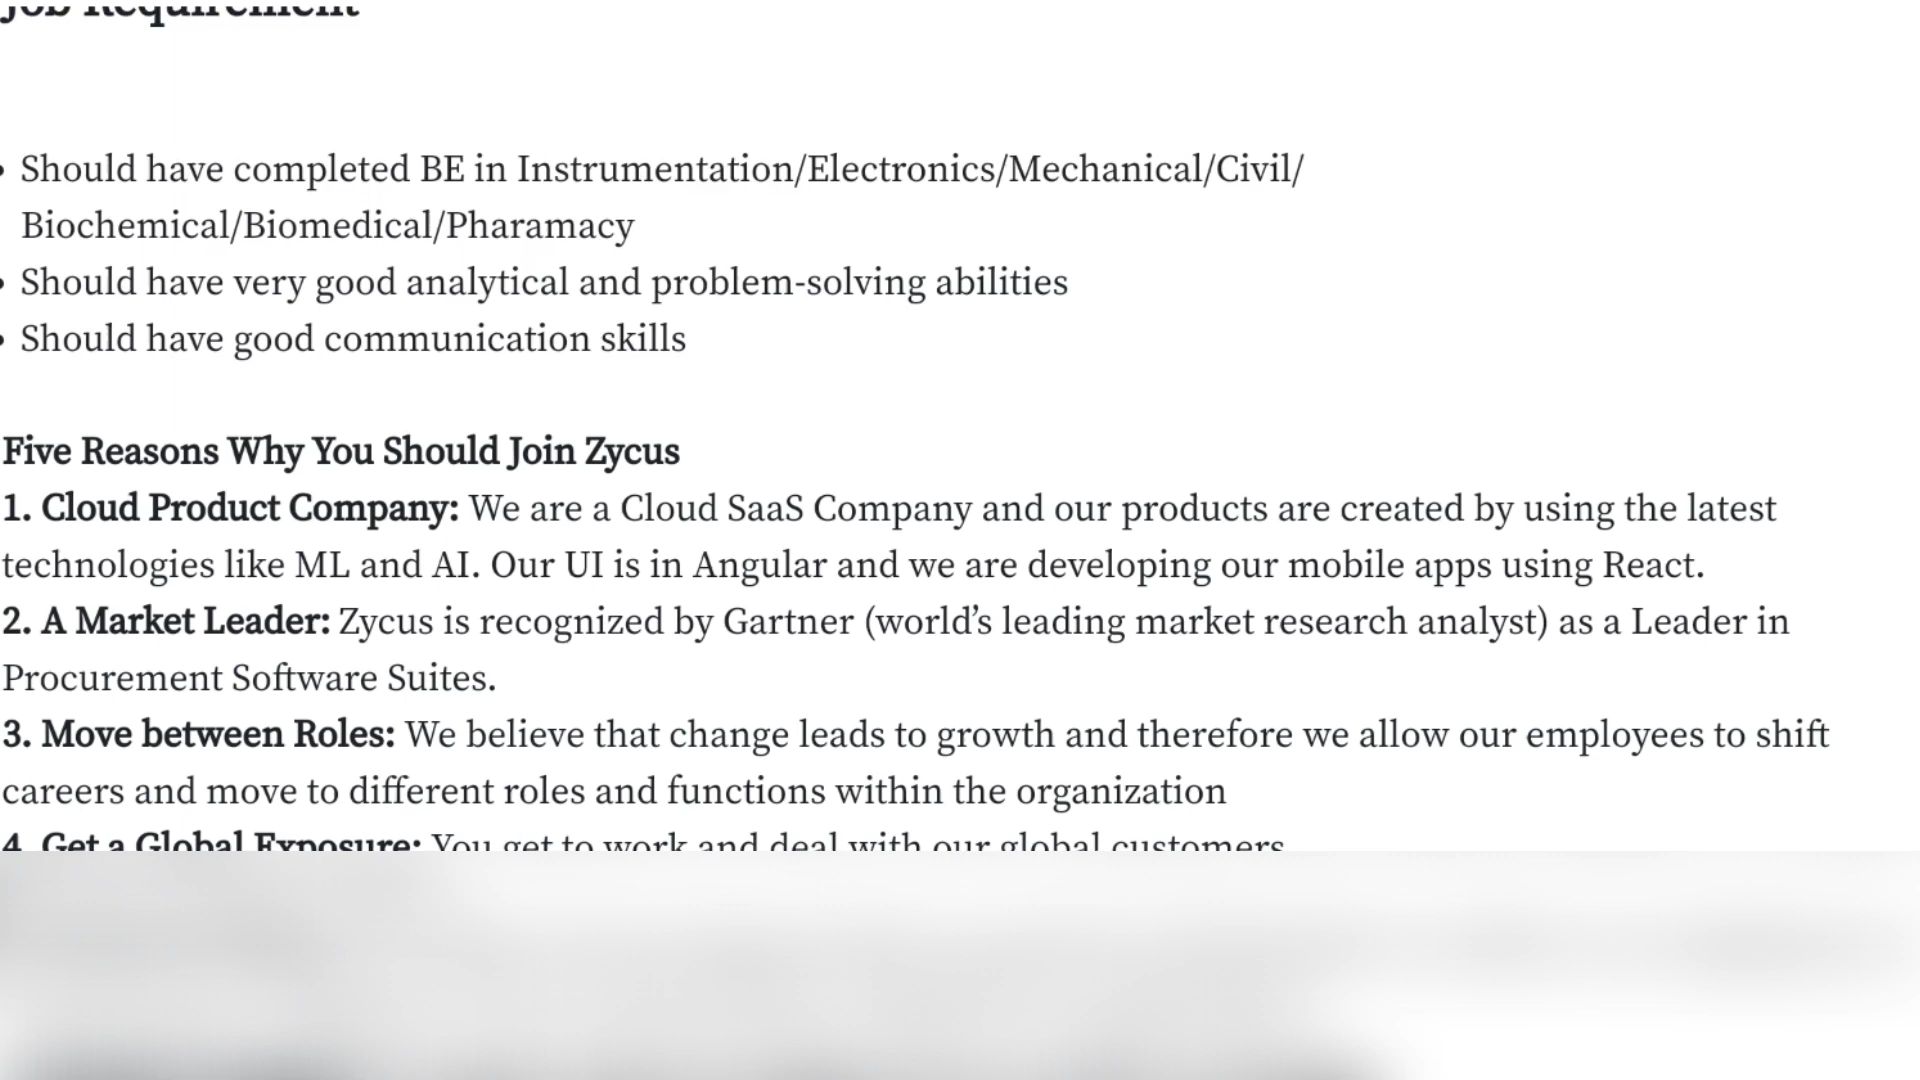 Job Requirement
• Should have completed BE in Instrumentation/Electronics/Mechanical/Civil/
Biochemical/Biomedical/Pharamacy
• Should have very good analytical and problem-solving abilities
• Should have good communication skills
Five Reasons Why You Should Join Zycus
1. Cloud Product Company: We are a Cloud SaaS Company and our products are created by using the latest
technologies like ML and AI. Our UI is in Angular and we are developing our mobile apps using React.
2. A Market Leader: Zycus is recognized by Gartner (world’s leading market research analyst) as a Leader in
Procurement Software Suites.
3. Move between Roles: We believe that change leads to growth and therefore we allow our employees to shift
careers and move to different roles and functions within the organization
4. Get a Global Exposure: You get to work and deal with our global customers